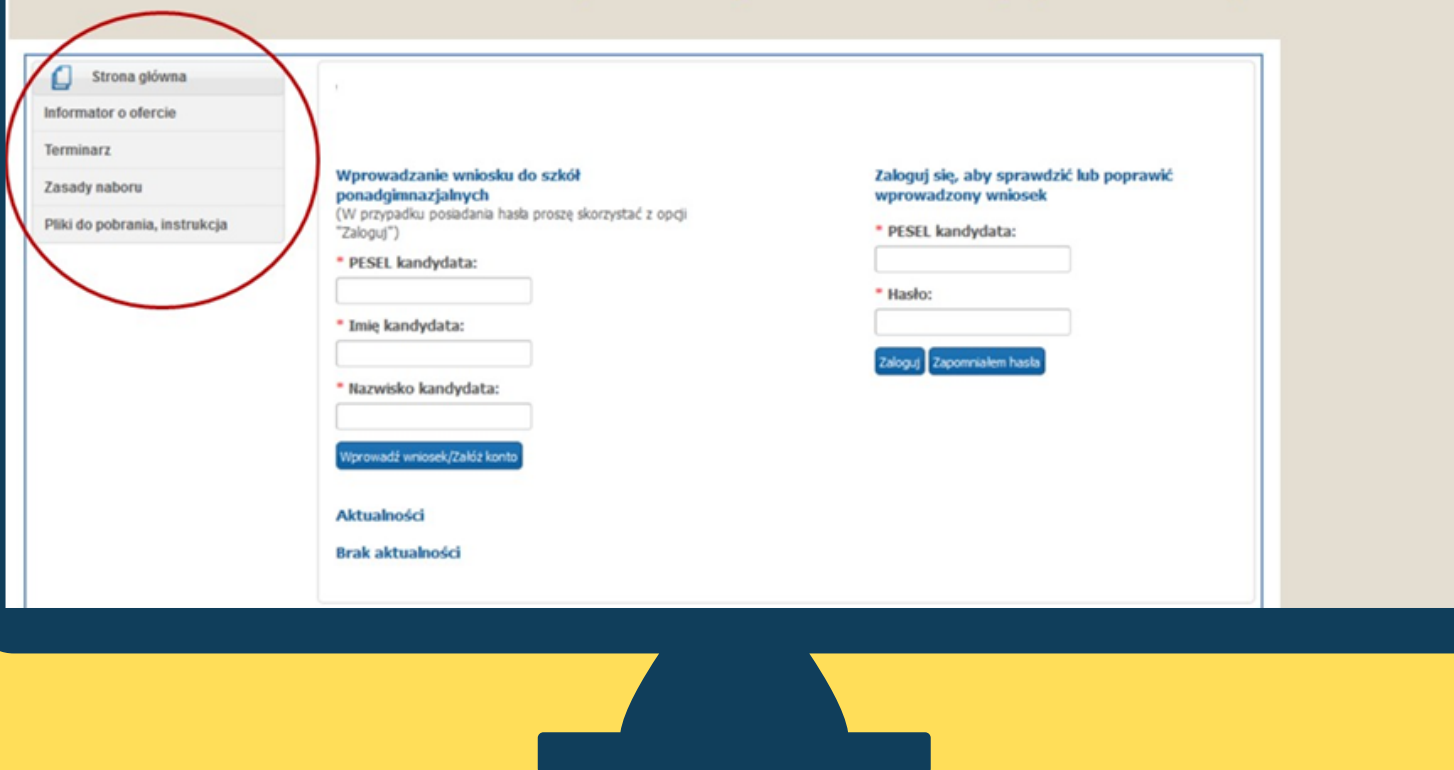 Strona główna
Informator o ofercie
Terminarz
Zasady naboru
Pliki do pobrania, instrukcja
Wprowadzanie wniosku do szkół
ponadgimnazjalnych
(W przypadku posiadania hasła proszę skorzystać z opcji
"Zaloguj")
* PESEL kandydata:
* Imię kandydata:
* Nazwisko kandydata:
Wprowadź wniosek/Załóż konto
Aktualności
Brak aktualności
Zaloguj się, aby sprawdzić lub poprawić
wprowadzony wniosek
* PESEL kandydata:
* Hasło:
Zaloguj Zapomniałem hasła